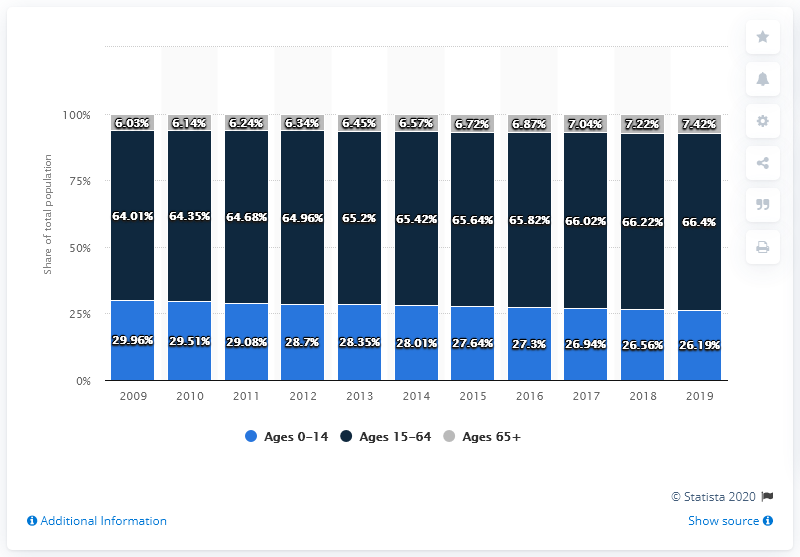 Share of total population
100%
75%
50%
25%
0%
6.03% 6.14% 6.24% 6.34% 6.45% 6.57% 6.72% 6.87% 7.04% 7.22% 7.42%
64.01% 64.35% 64.68% 64.96% 65.2% 65.42% 65.64% 65.82% 66.02% 66.22% 66.4%
29.96% 29.51% 29.08% 28.7% 28.35% 28.01% 27.64% 27.3% 26.94% 26.56% 26.19%
2009 2010 2011 2012 2013 2014 2015 2016 2017 2018 2019
Ages 0-14 Ages 15-64 Ages 65+
© Statista 2020
Additional Information Show source